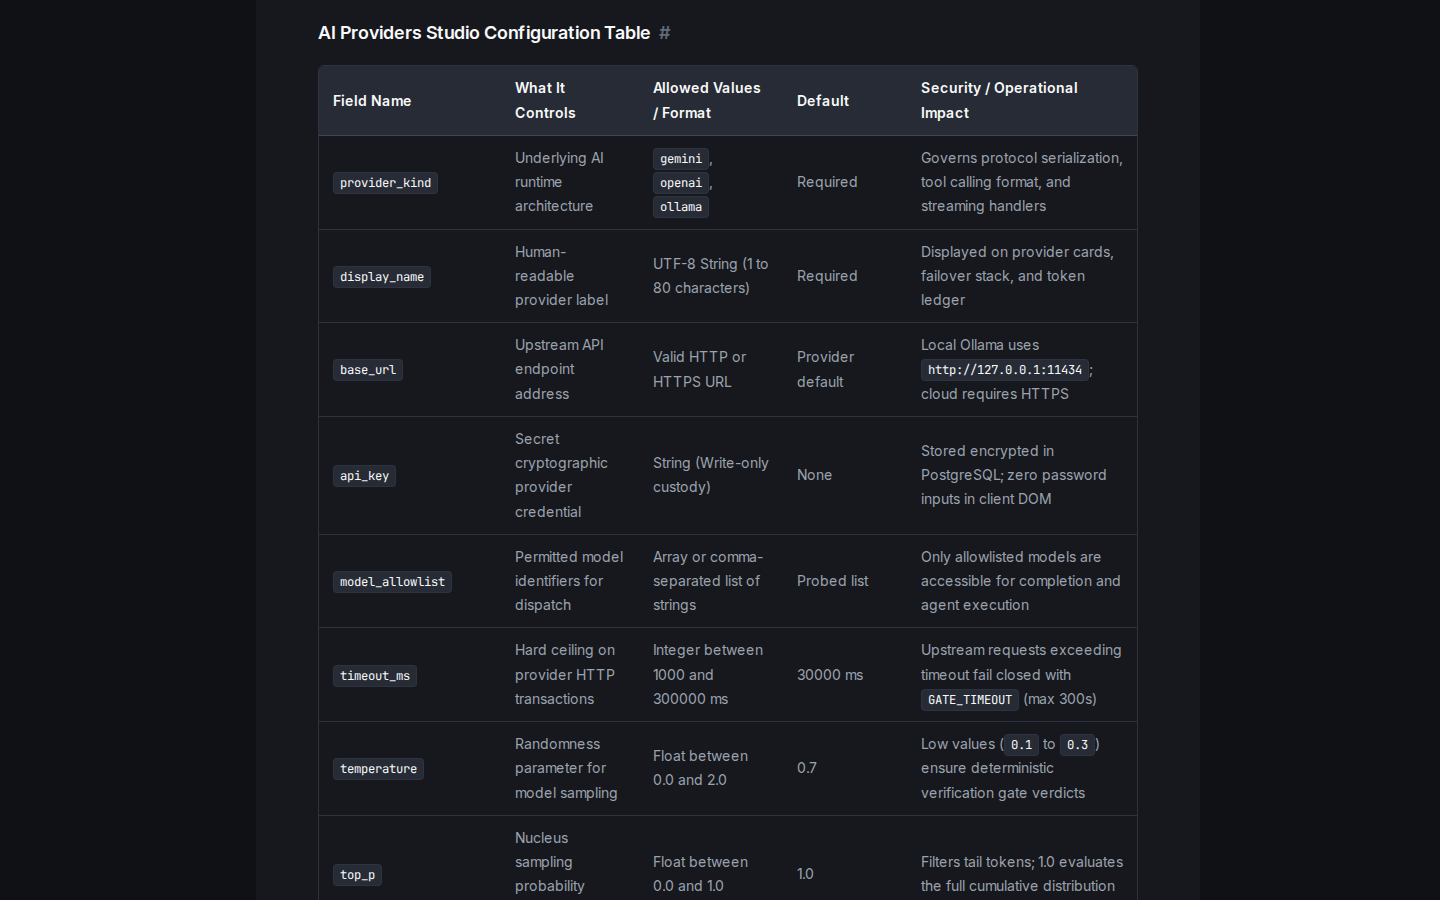 AI Providers Studio Configuration Table #
Field Name
What It
Controls
Allowed Values
/ Format
Default
Security / Operational
Impact
provider_kind
Underlying AI
runtime
architecture
gemini,
openai,
ollama
Required
Governs protocol serialization,
tool calling format, and
streaming handlers
display_name
Human-
readable
provider label
UTF-8 String (1 to
80 characters)
Required
Displayed on provider cards,
failover stack, and token
ledger
base_url
Upstream API
endpoint
address
Valid HTTP or
HTTPS URL
Provider
default
Local Ollama uses
http://127.0.0.1:11434;
cloud requires HTTPS
api_key
Secret
cryptographic
provider
credential
String (Write-only
custody)
None
Stored encrypted in
PostgreSQL; zero password
inputs in client DOM
model_allowlist
Permitted model
identifiers for
dispatch
Array or comma-
separated list of
strings
Probed list
Only allowlisted models are
accessible for completion and
agent execution
timeout_ms
Hard ceiling on
provider HTTP
transactions
Integer between
1000 and
300000 ms
30000 ms
Upstream requests exceeding
timeout fail closed with
GATE_TIMEOUT (max 300s)
temperature
Randomness
parameter for
model sampling
Float between
0.0 and 2.0
0.7
Low values (0.1 to 0.3)
ensure deterministic
verification gate verdicts
top_p
Nucleus
sampling
probability
Float between
0.0 and 1.0
1.0
Filters tail tokens; 1.0 evaluates
the full cumulative distribution